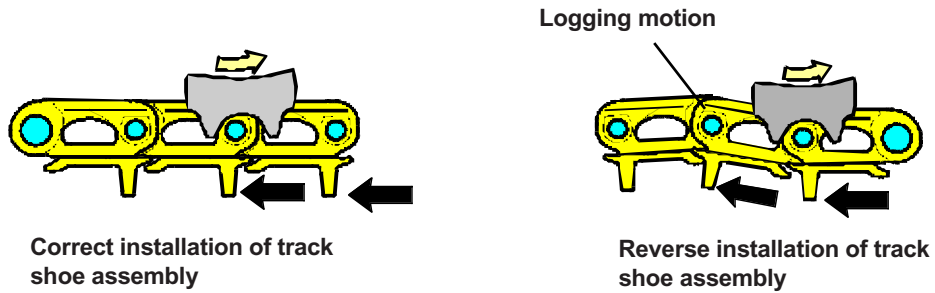 Logging motion
Correct installation of track
shoe assembly
Reverse installation of track
shoe assembly